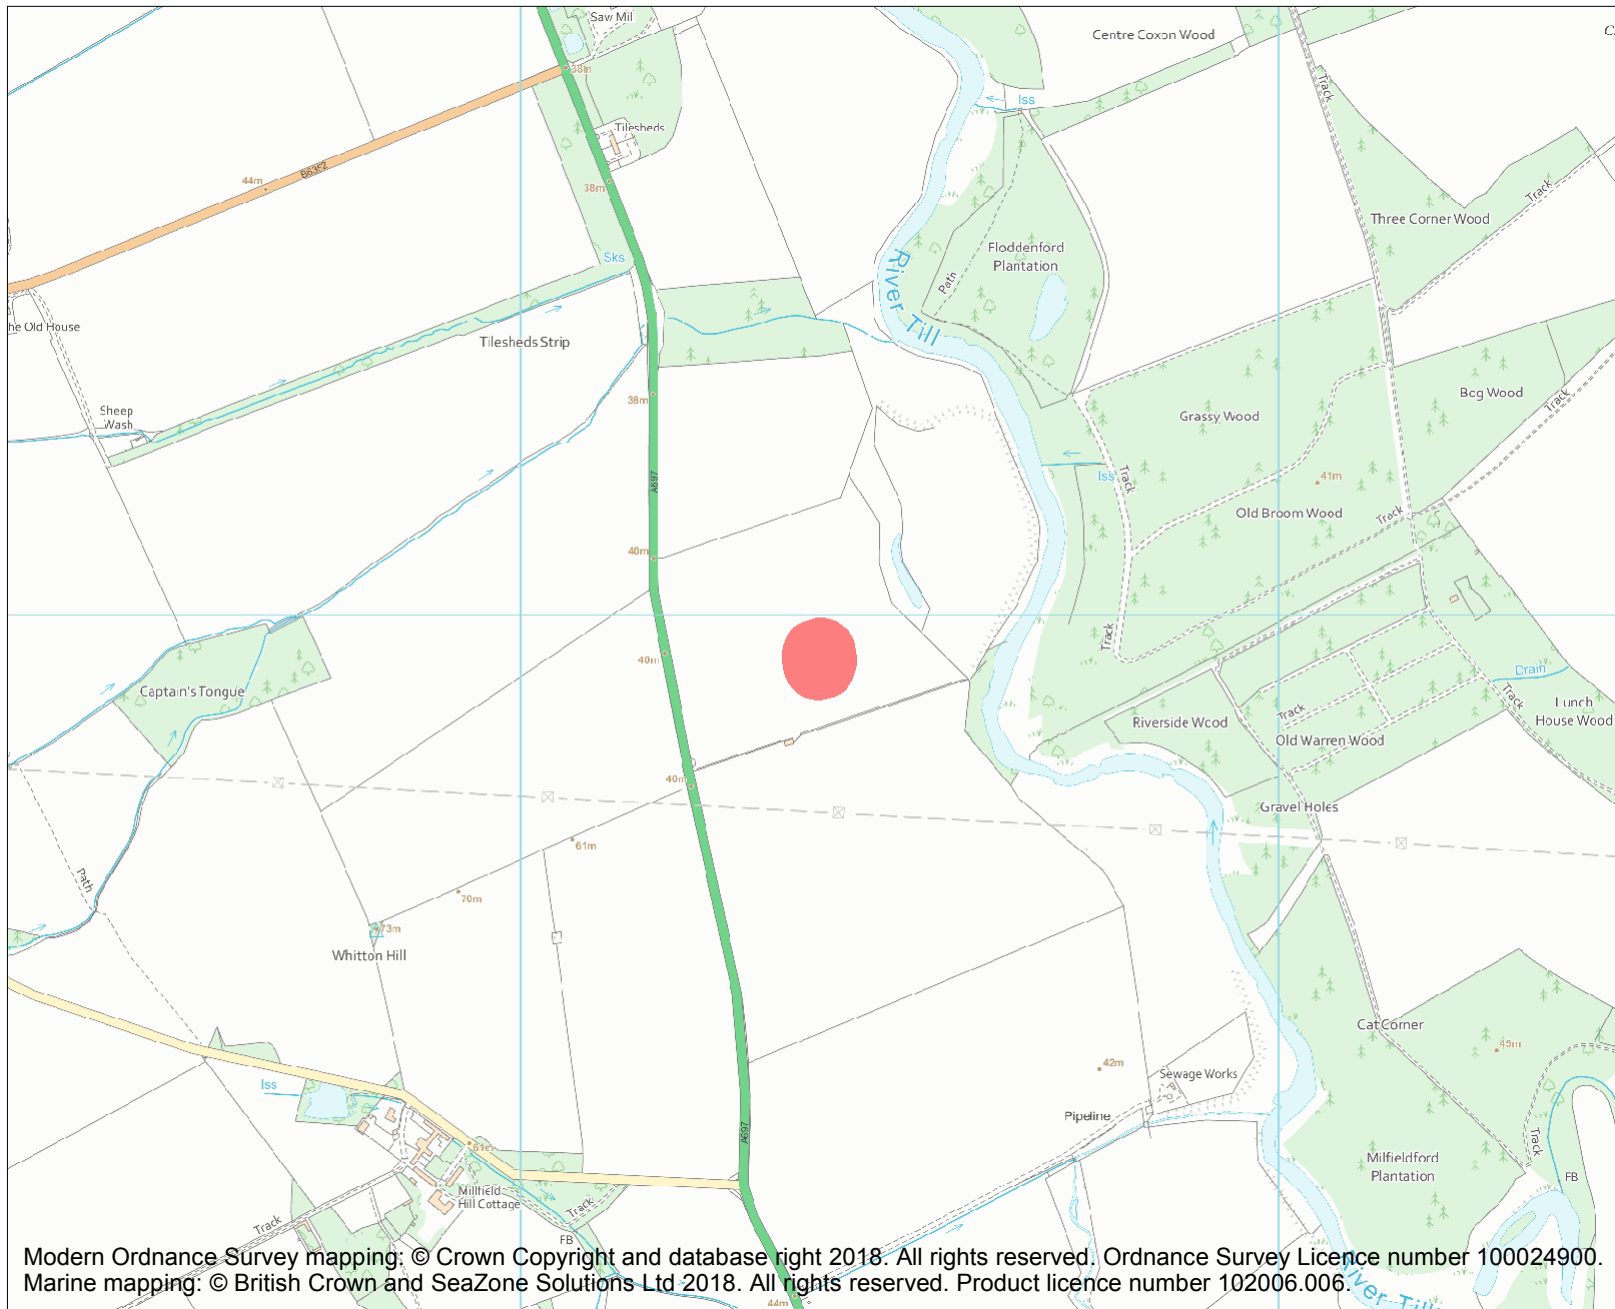 Saw Mil
Centre Coxon Wood
38m
Track
Iss
Tilesheds
44m
B6352
38m
Track
Three Corner Wood
Floddenford
Plantation
Sks
River Till
Path
he Old House
Tilesheds Strip
Bog Wood
Track
Sheep
Wash
38m
Grassy Wood
A697
Iss
Track
41m
Old Broom Wood
Track
40m
Track
40m
Captain's Tongue
Drain
Track
Lunch
House Wood
Riverside Wood
Track
Old Warren Wood
40m
Gravel Holes
61m
Path
70m
73m
Whitton Hill
Cat Corner
45m
42m
Sewage Works
Iss
Pipeline
A697
61m
Track
Milfieldford
Plantation
FB
Millfield
Hill Cottage
Track
Track
FB
Modern Ordnance Survey mapping: © Crown Copyright and database right 2018. All rights reserved. Ordnance Survey Licence number 100024900.
Marine mapping: © British Crown and SeaZone Solutions Ltd 2018. All rights reserved. Product licence number 102006.006.
River Till
44m